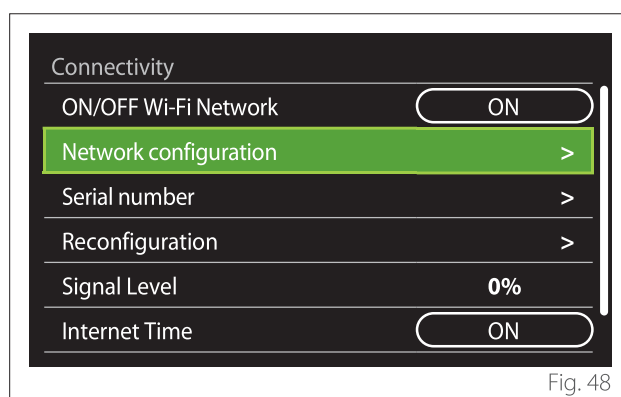 Connectivity
ON/OFF Wi-Fi Network ON
Network configuration >
Serial number >
Reconfiguration >
Signal Level 0%
Internet Time ON
Fig. 48